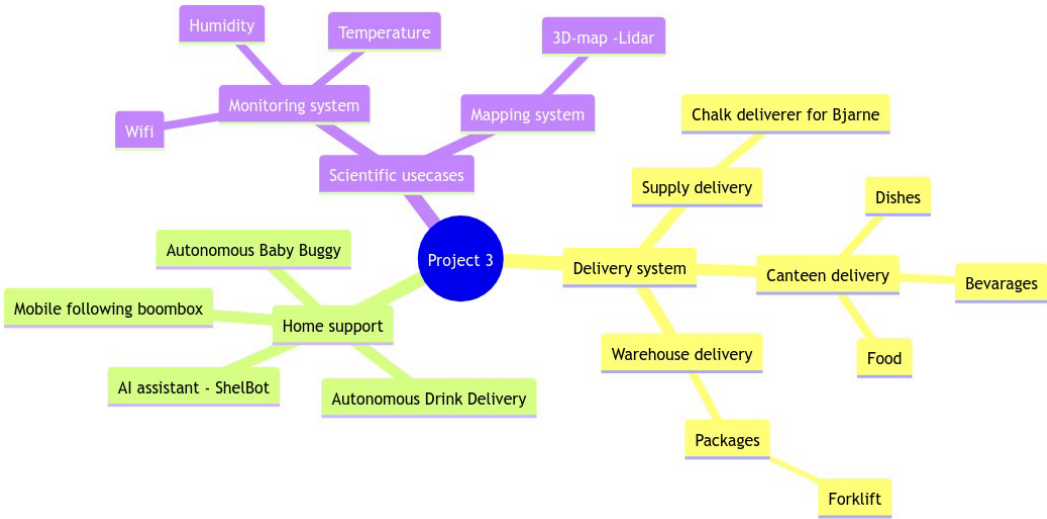 Humidity
Temperature
3D-map -Lidar
Monitoring system
Mapping system
Wifi
Scientific usecases
Chalk deliverer for Bjarne
Supply delivery
Dishes
Project 3
Delivery system
Canteen delivery
Bevarages
Food
Warehouse delivery
Packages
Forklift
Autonomous Baby Buggy
Mobile following boombox
Home support
AI assistant - ShelBot
Autonomous Drink Delivery